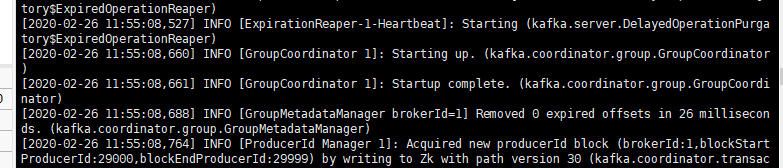 tory$ExpiredOperationReaper)
[2020-02-26 11:55:08,527] INFO [ExpirationReaper-1-Heartbeat]: Starting (kafka.server.DelayedOperationPurga
tory$ExpiredOperationReaper)
[2020-02-26 11:55:08,660] INFO [GroupCoordinator 1]: Starting up. (kafka.coordinator.group.GroupCoordinator
)
[2020-02-26 11:55:08,661] INFO [GroupCoordinator 1]: Startup complete. (kafka.coordinator.group.GroupCoordi
nator)
[2020-02-26 11:55:08,688] INFO [GroupMetadataManager brokerId=1] Removed 0 expired offsets in 26 millisecon
ds. (kafka.coordinator.group.GroupMetadataManager)
[2020-02-26 11:55:08,764] INFO [ProducerId Manager 1]: Acquired new producerId block (brokerId:1,blockStart
ProducerId:29000,blockEndProducerId:29999) by writing to Zk with path version 30 (kafka.coordinator.transac